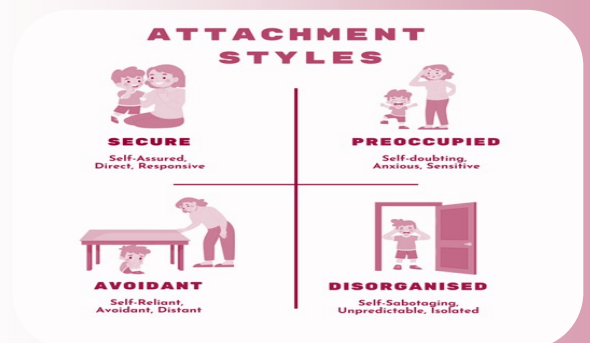 ATTACHMENT
STYLES
SECURE
Self-Assured,
Direct, Responsive
PREOCCUPIED
Self-doubting,
Anxious, Sensitive
AVOIDANT
Self-Reliant,
Avoidant, Distant
DISORGANISED
Self-Sabotaging,
Unpredictable, Isolated